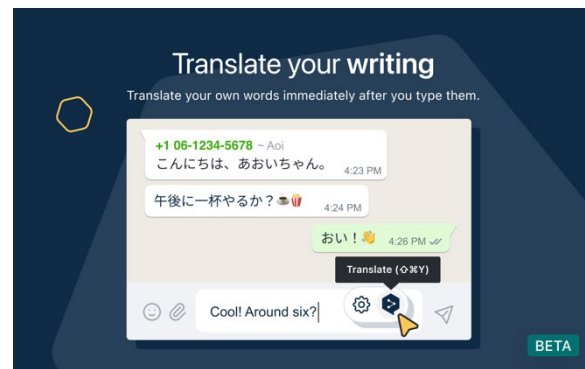 Translate your writing
Translate your own words immediately after you type them.
+1 06-1234-5678 ~ Aoi
こんにちは、あおいちゃん。 4:23 PM
午後に一杯やるか？☕🍿 4:24 PM
おい！👋 4:26 PM
Translate (⇧⌘Y)
Cool! Around six?
BETA